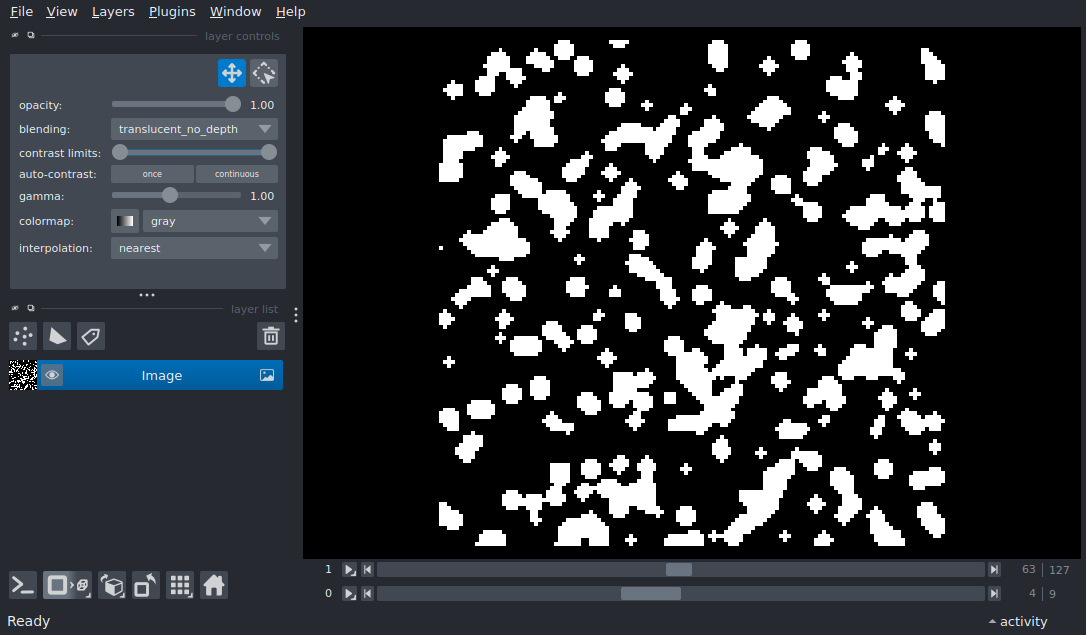 File View Layers Plugins Window Help
layer controls
opacity: 1.00
blending: translucent_no_depth
contrast limits:
auto-contrast: once continuous
gamma: 1.00
colormap: gray
interpolation: nearest
layer list
Image
1 63 127
0 4 9
Ready activity